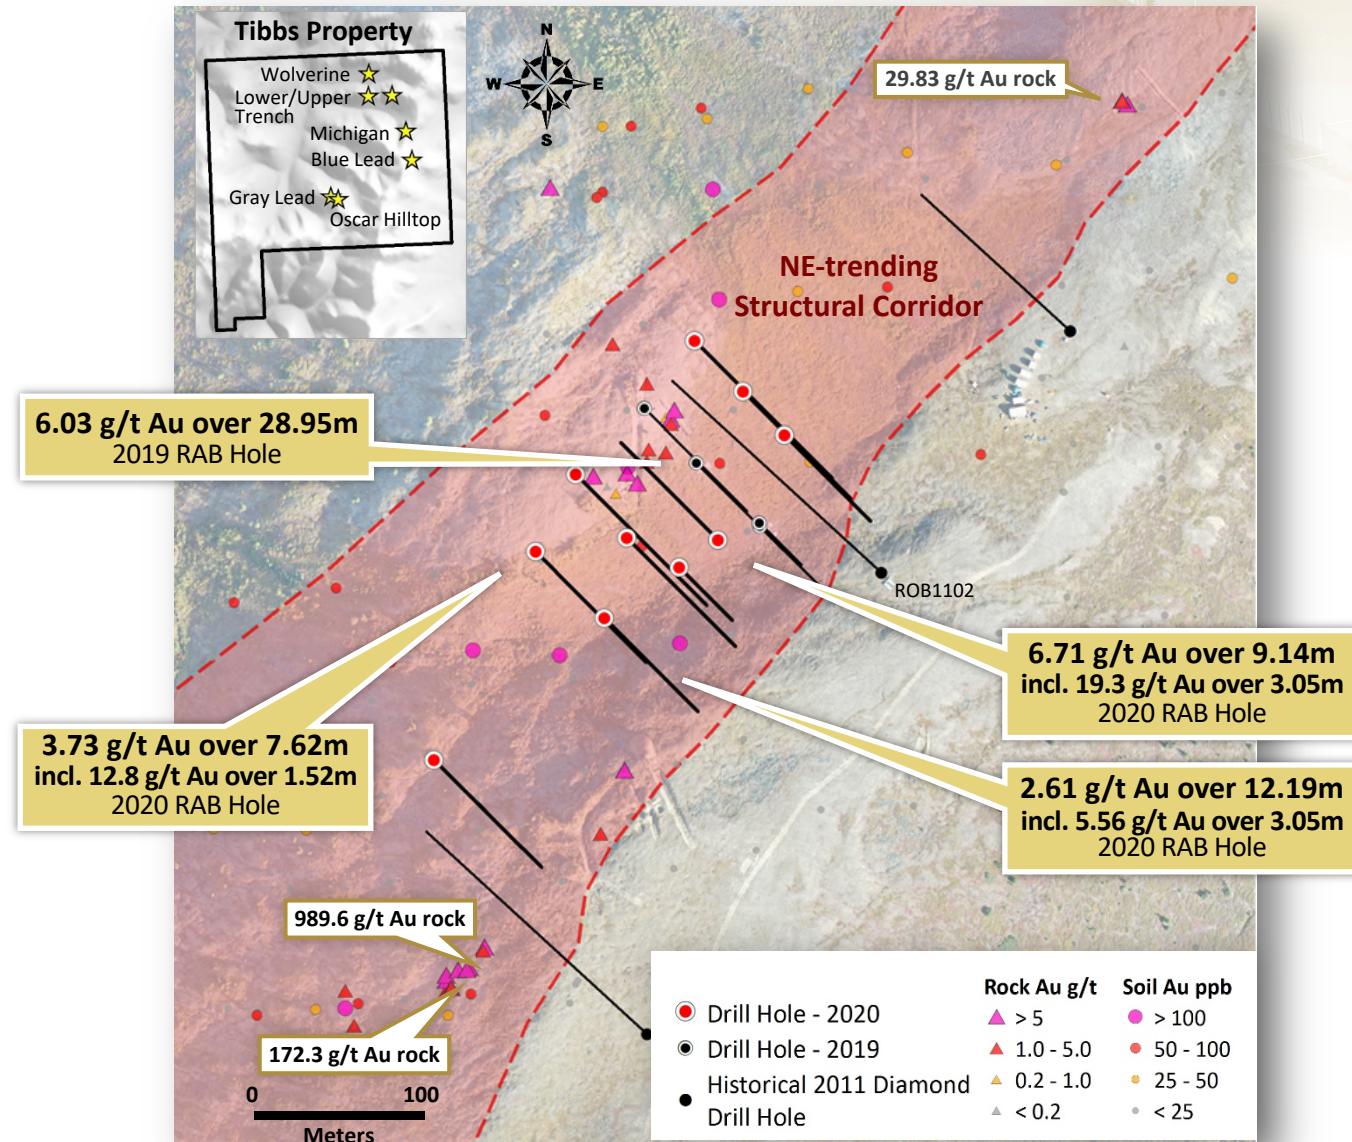 Tibbs Property
Wolverine
Lower/Upper
Trench
Michigan
Blue Lead
Gray Lead
Oscar Hilltop
N
W
E
S
29.83 g/t Au rock
NE-trending
Structural Corridor
6.03 g/t Au over 28.95m
2019 RAB Hole
ROB1102
6.71 g/t Au over 9.14m
incl. 19.3 g/t Au over 3.05m
2020 RAB Hole
3.73 g/t Au over 7.62m
incl. 12.8 g/t Au over 1.52m
2020 RAB Hole
2.61 g/t Au over 12.19m
incl. 5.56 g/t Au over 3.05m
2020 RAB Hole
989.6 g/t Au rock
172.3 g/t Au rock
0 100
Meters
Drill Hole - 2020
Drill Hole - 2019
Historical 2011 Diamond
Drill Hole
Rock Au g/t
> 5
1.0 - 5.0
0.2 - 1.0
< 0.2
Soil Au ppb
> 100
50 - 100
25 - 50
< 25